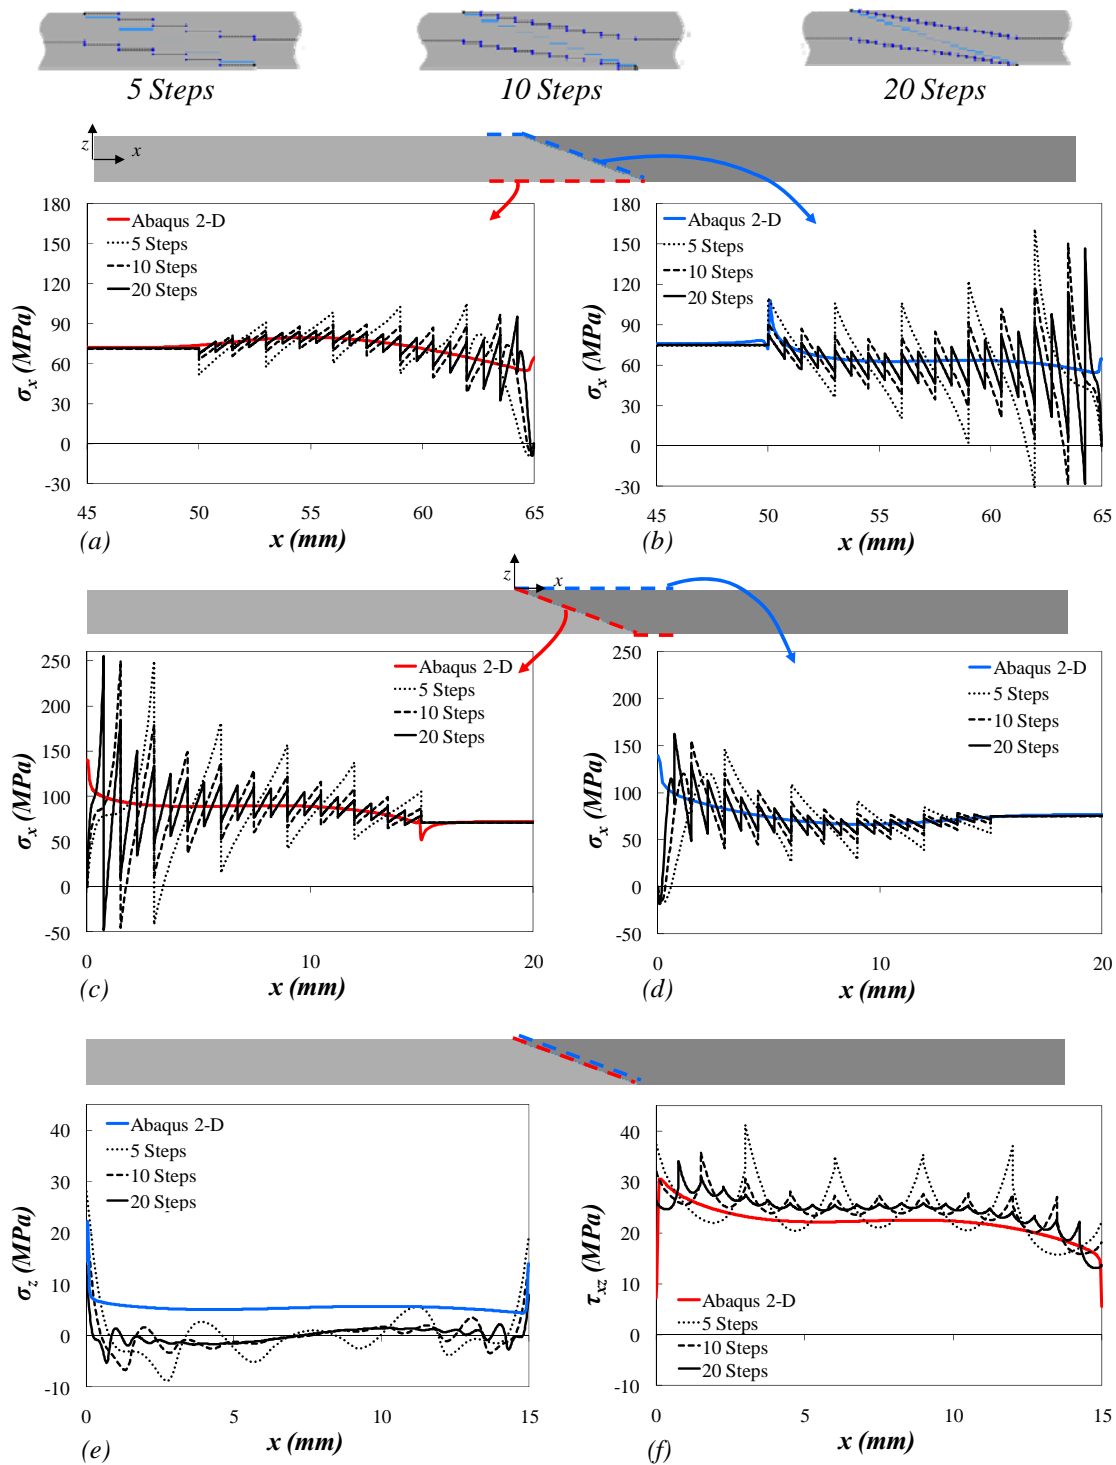 5 Steps 10 Steps 20 Steps
z x
180 180
Abaqus 2-D Abaqus 2-D
150 5 Steps 150 5 Steps
10 Steps 10 Steps
120 20 Steps 120 20 Steps
σx (MPa) σx (MPa)
90 90
60 60
30 30
0 0
-30 -30
45 50 55 60 65 45 50 55 60 65
(a) x (mm) (b) x (mm)
z x
250 Abaqus 2-D 250 Abaqus 2-D
5 Steps 5 Steps
200 10 Steps 200 10 Steps
20 Steps 20 Steps
150 150
σx (MPa) σx (MPa)
100 100
50 50
0 0
-50 -50
0 10 20 0 10 20
(c) x (mm) (d) x (mm)
40 Abaqus 2-D 40
5 Steps
30 10 Steps 30
20 Steps
20 20
σz (MPa) τxz (MPa)
10 10 Abaqus 2-D
5 Steps
0 0 10 Steps
20 Steps
-10 -10
0 5 10 15 0 5 10 15
(e) x (mm) (f) x (mm)